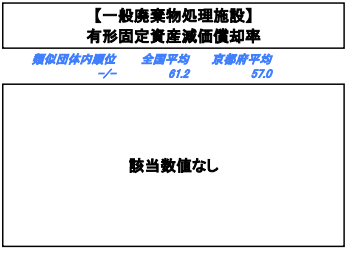 【一般廃棄物処理施設】
有形固定資産減価償却率
類似団体内順位 全国平均 京都府平均
-/- 61.2 57.0
該当数値なし